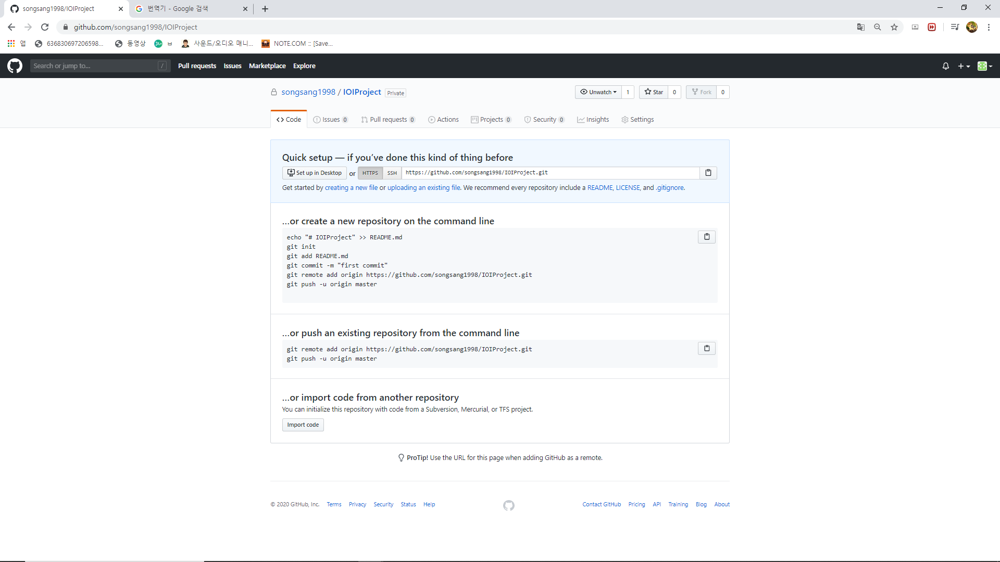 songsang1998/IOIProject
번역기 - Google 검색
github.com/songsang1998/IOIProject
앱
636830697206598...
동영상
ㅂ
사운드/오디오 매니...
NOTE.COM :: [Save...
Search or jump to... /
Pull requests Issues Marketplace Explore
songsang1998 / IOIProject Private
Unwatch 1 Star 0 Fork 0
Code Issues 0 Pull requests 0 Actions Projects 0 Security 0 Insights Settings
Quick setup — if you’ve done this kind of thing before
Set up in Desktop or HTTPS SSH https://github.com/songsang1998/IOIProject.git
Get started by creating a new file or uploading an existing file. We recommend every repository include a README, LICENSE, and .gitignore.
…or create a new repository on the command line
echo "# IOIProject" >> README.md
git init
git add README.md
git commit -m "first commit"
git remote add origin https://github.com/songsang1998/IOIProject.git
git push -u origin master
…or push an existing repository from the command line
git remote add origin https://github.com/songsang1998/IOIProject.git
git push -u origin master
…or import code from another repository
You can initialize this repository with code from a Subversion, Mercurial, or TFS project.
Import code
ProTip! Use the URL for this page when adding GitHub as a remote.
© 2020 GitHub, Inc. Terms Privacy Security Status Help Contact GitHub Pricing API Training Blog About